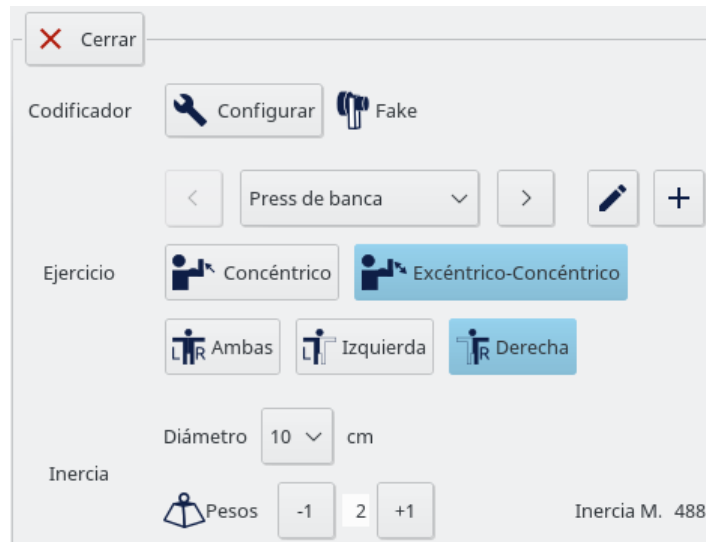 Cerrar
Codificador Configurar Fake
< Press de banca > +
Ejercicio Concéntrico Excéntrico-Concéntrico
L R Ambas L Izquierda R Derecha
Diámetro 10 cm
Inercia
Pesos -1 2 +1 Inercia M. 488